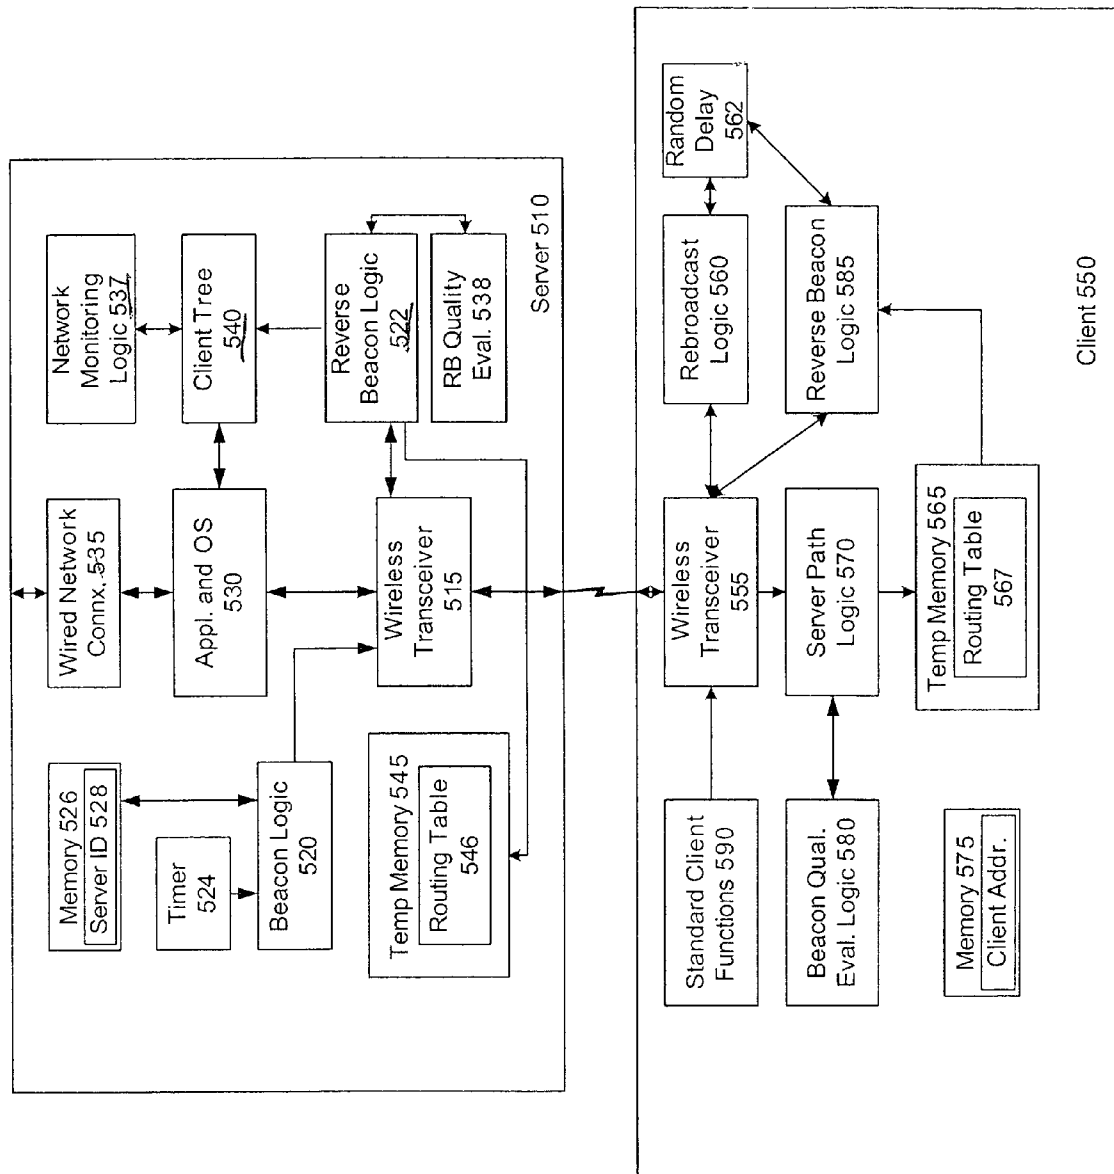 Memory 526
Server ID 528
Timer
524
Beacon Logic
520
Temp Memory 545
Routing Table
546
Wired Network
Connx. 535
Appl. and OS
530
Wireless
Transceiver
515
Network
Monitoring
Logic 537
Client Tree
540
Reverse
Beacon Logic
522
RB Quality
Eval. 538
Server 510
Standard Client
Functions 590
Beacon Qual.
Eval. Logic 580
Memory 575
Client Addr.
Wireless
Transceiver
555
Server Path
Logic 570
Temp Memory 565
Routing Table
567
Rebroadcast
Logic 560
Random
Delay
562
Reverse Beacon
Logic 585
Client 550